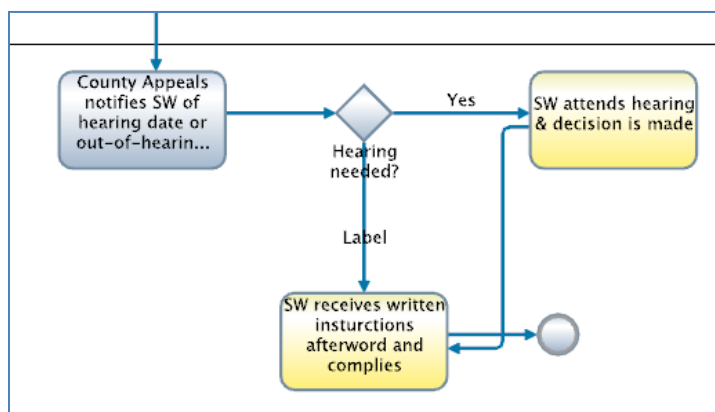 County Appeals
notifies SW of
hearing date or
out-of-hearin...
Yes
SW attends hearing
& decision is made
Hearing
needed?
Label
SW receives written
insturctions
afterword and
complies